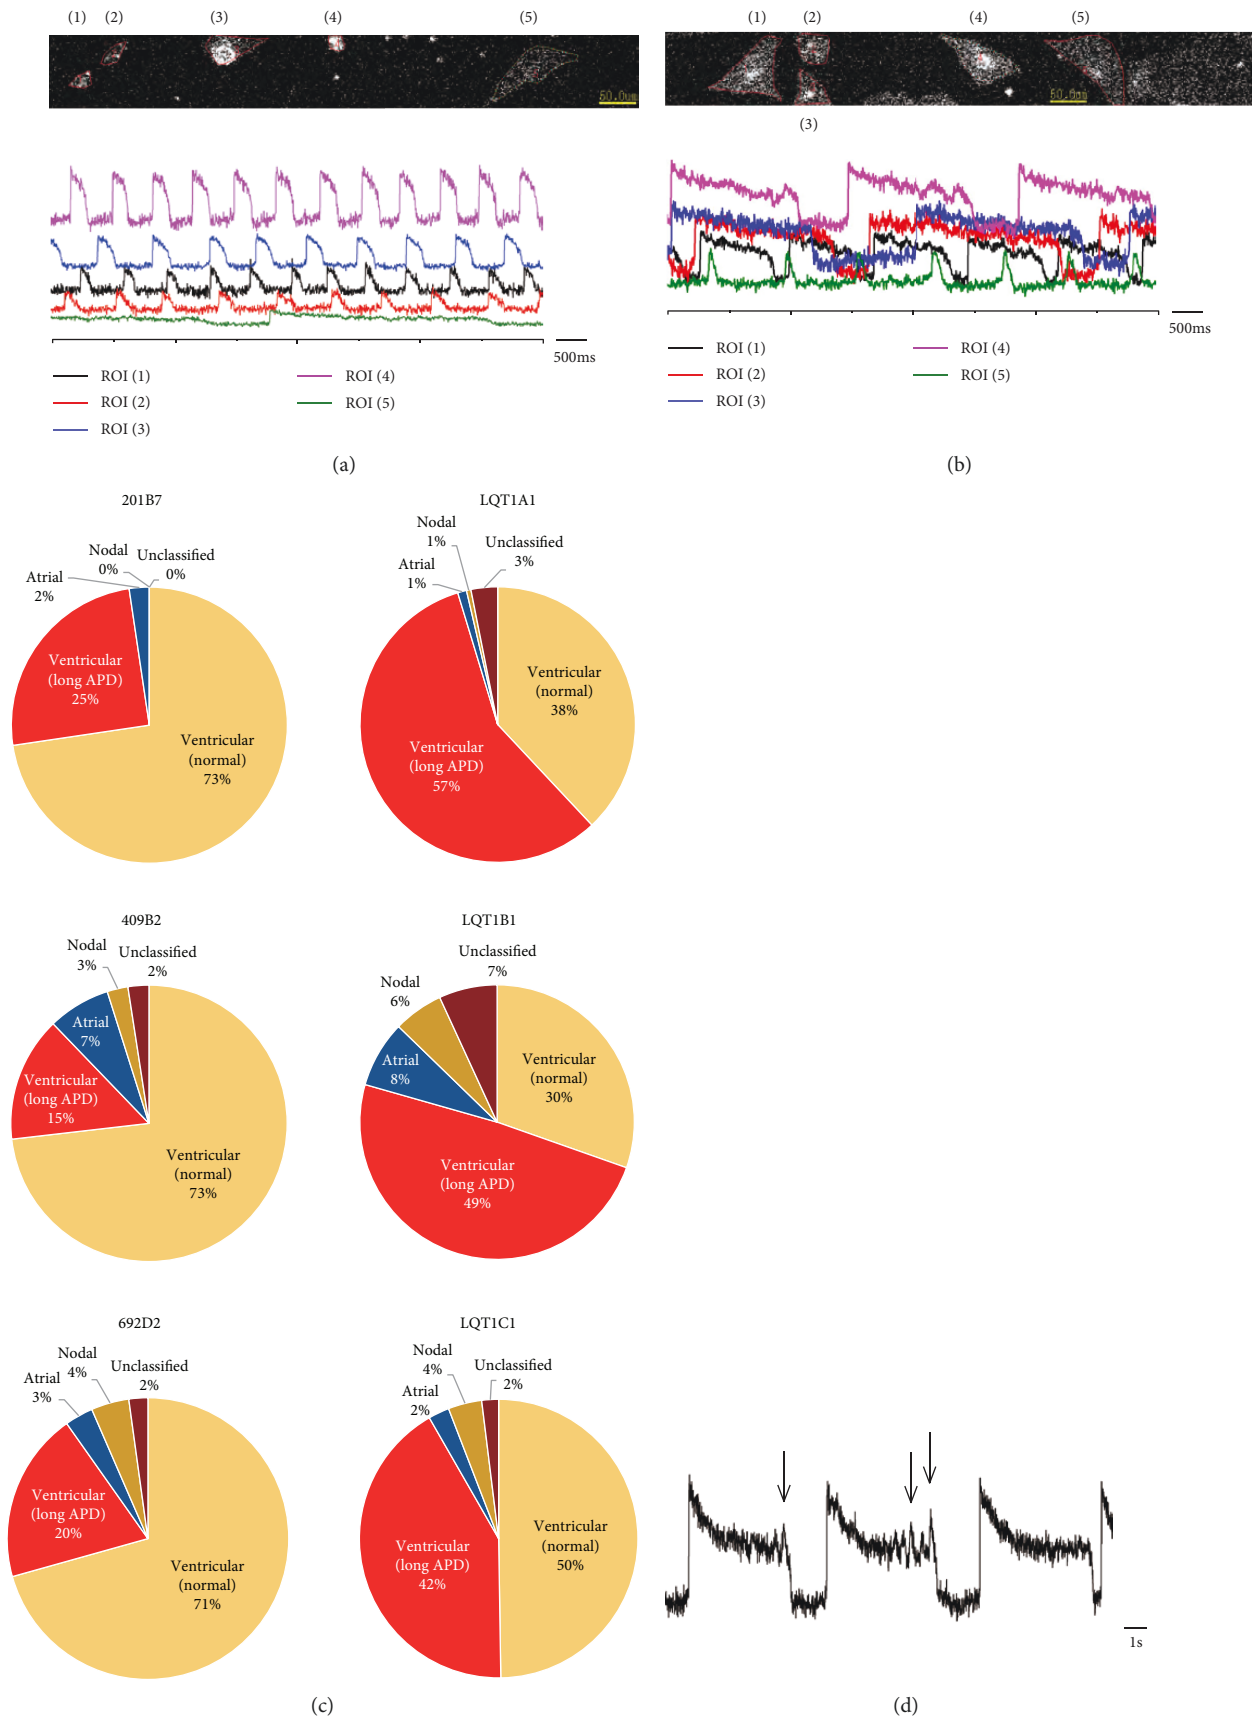 (1) (2) (3) (4) (5)
50.0um
500ms
ROI (1)
ROI (2)
ROI (3)
ROI (4)
ROI (5)
(a)
(1) (2) (4) (5)
50.0um
(3)
500ms
ROI (1)
ROI (2)
ROI (3)
ROI (4)
ROI (5)
(b)
201B7
Nodal
0%
Unclassified
0%
Atrial
2%
Ventricular
(long APD)
25%
Ventricular
(normal)
73%
LQT1A1
Nodal
1%
Unclassified
3%
Atrial
1%
Ventricular
(normal)
38%
Ventricular
(long APD)
57%
409B2
Nodal
3%
Unclassified
2%
Atrial
7%
Ventricular
(long APD)
15%
Ventricular
(normal)
73%
LQT1B1
Unclassified
7%
Nodal
6%
Atrial
8%
Ventricular
(normal)
30%
Ventricular
(long APD)
49%
692D2
Nodal
4%
Unclassified
2%
Atrial
3%
Ventricular
(long APD)
20%
Ventricular
(normal)
71%
LQT1C1
Nodal
4%
Unclassified
2%
Atrial
2%
Ventricular
(normal)
50%
Ventricular
(long APD)
42%
(c)
1s
(d)